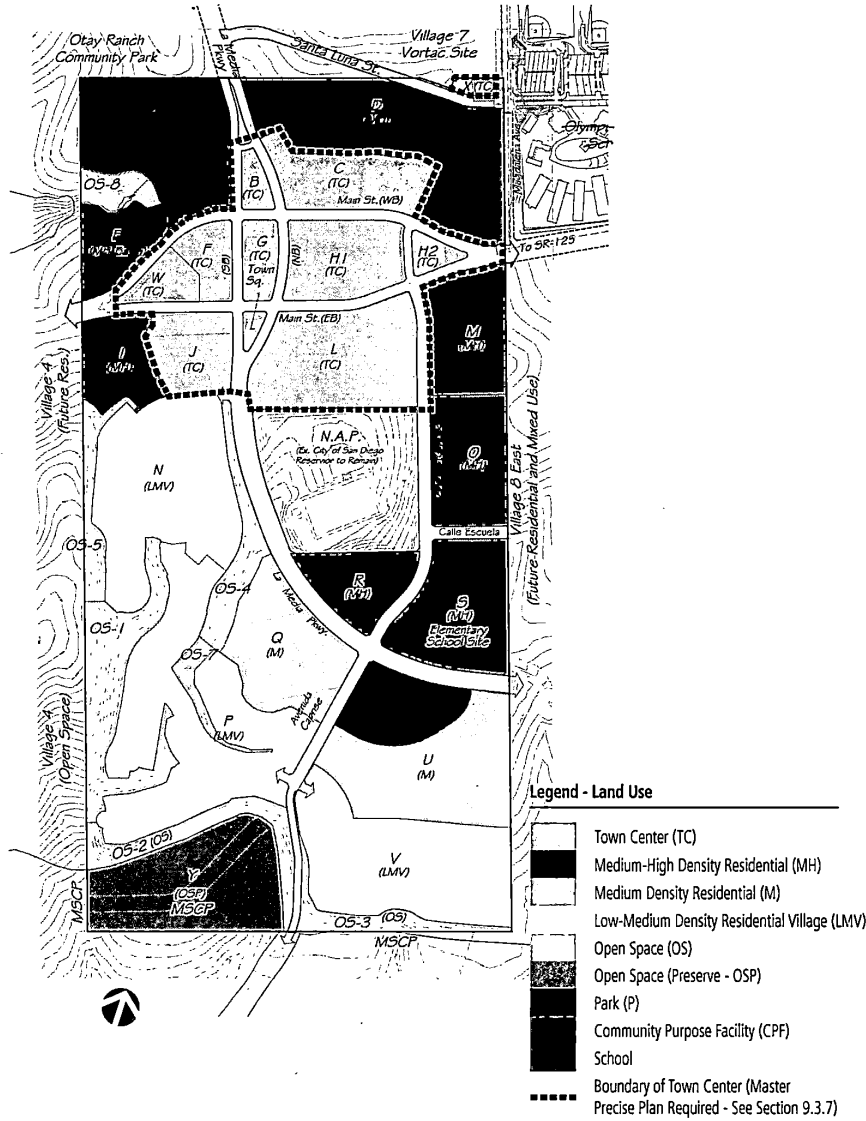 Otay Ranch
Community Park
La Media
Pkwy
Santa Luna St.
Village 7
Vortac Site
X (TC)
D
OS-8
B
(TC)
C
(TC)
Main St. (WB)
E
F
(TC)
(SB)
G
(TC)
Town
Sq.
(NB)
H1
(TC)
H2
(TC)
To SR-125
W
(TC)
Main St. (EB)
I
(MH)
J
(TC)
L
(TC)
M
Village 4
(Future Res.)
N.A.P.
(Ex. City of San Diego
Reservoir to Remain)
O
(MH)
Village 8 East
(Future-Residential and Mixed Use)
N
(LMV)
Calle Escuela
OS-5
OS-4
OS-1
R
(MH)
S
(MH)
Elementary
School Site
La Media Pkwy.
Q
(M)
OS-7
P
(LMV)
Avenida
Caprise
U
(M)
Village 4
(Open Space)
OS-2 (OS)
Y
(OSP)
MSCP
V
(LMV)
MSCP
OS-3 (OS)
MSCP
Legend - Land Use
Town Center (TC)
Medium-High Density Residential (MH)
Medium Density Residential (M)
Low-Medium Density Residential Village (LMV)
Open Space (OS)
Open Space (Preserve - OSP)
Park (P)
Community Purpose Facility (CPF)
School
Boundary of Town Center (Master
Precise Plan Required - See Section 9.3.7)